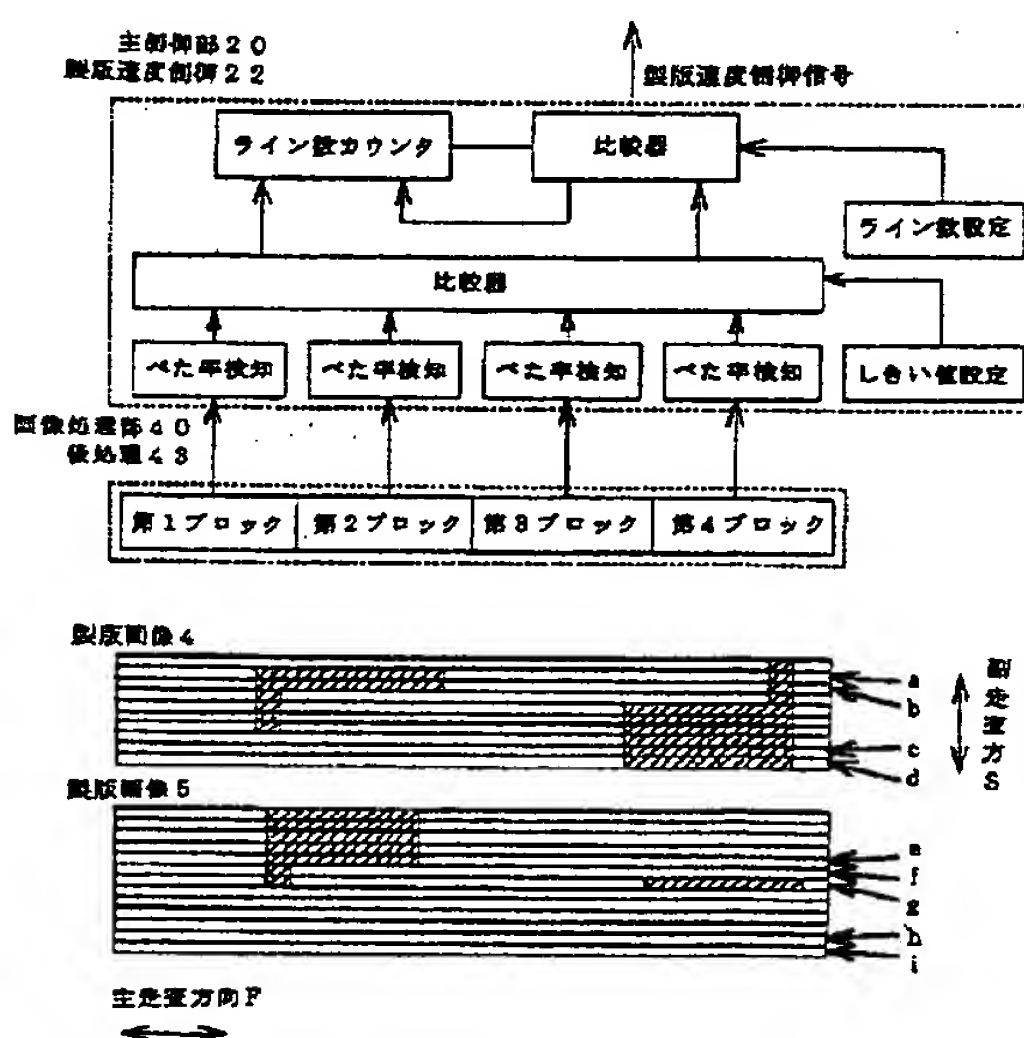 主制御部20
製版速度制御22
製版速度制御信号
ライン数カウンタ
比較器
ライン数設定
比較器
べた率検知
べた率検知
べた率検知
べた率検知
しきい値設定
画像処理部40
後処理43
第1ブロック
第2ブロック
第3ブロック
第4ブロック
製版画像4
a
b
c
d
副走査方S
製版画像5
e
f
g
h
i
主走査方向F